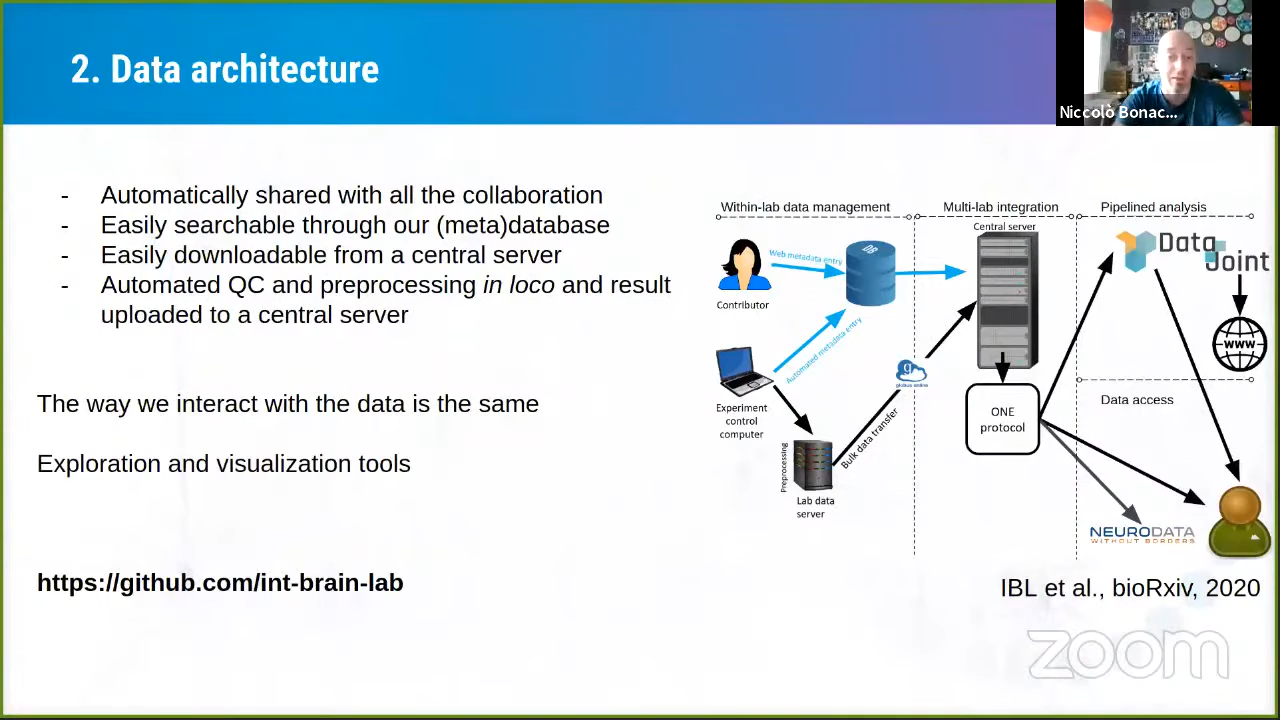 2. Data architecture
Niccolò Bonac...
- Automatically shared with all the collaboration
- Easily searchable through our (meta)database
- Easily downloadable from a central server
- Automated QC and preprocessing in loco and result
uploaded to a central server
The way we interact with the data is the same
Exploration and visualization tools
https://github.com/int-brain-lab
Within-lab data management
Multi-lab integration
Pipelined analysis
Central server
Web metadata entry
DB
Contributor
Automated metadata entry
Experiment
control
computer
Preprocessing
Lab data
server
Bulk data transfer
g
globus online
ONE
protocol
Data
Joint
WWW
Data access
NEURODATA
WITHOUT BORDERS
IBL et al., bioRxiv, 2020
zoom